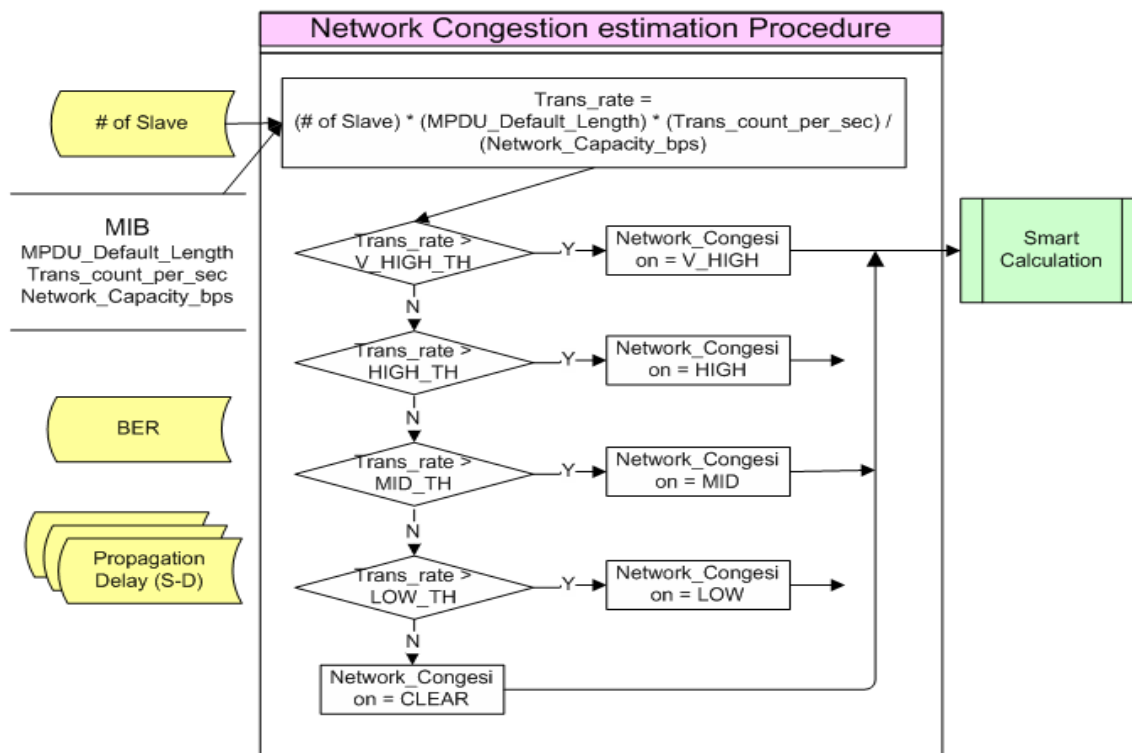 Network Congestion estimation Procedure
# of Slave
Trans_rate =
(# of Slave) * (MPDU_Default_Length) * (Trans_count_per_sec) /
(Network_Capacity_bps)
MIB
MPDU_Default_Length
Trans_count_per_sec
Network_Capacity_bps
Trans_rate >
V_HIGH_TH
Y
Network_Congesi
on = V_HIGH
Smart
Calculation
N
Trans_rate >
HIGH_TH
Y
Network_Congesi
on = HIGH
N
BER
Trans_rate >
MID_TH
Y
Network_Congesi
on = MID
N
Propagation
Delay (S-D)
Trans_rate >
LOW_TH
Y
Network_Congesi
on = LOW
N
Network_Congesi
on = CLEAR